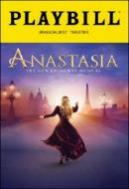 PLAYBILL
BROADHURST THEATRE
ANASTASIA
THE NEW BROADWAY MUSICAL